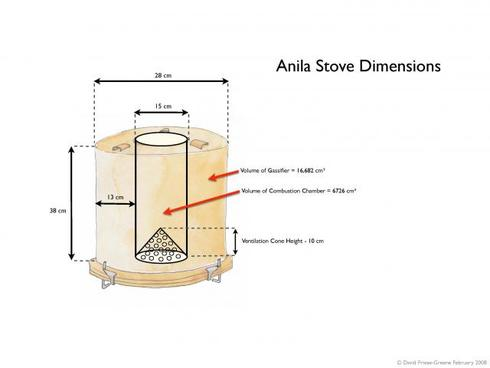 Anila Stove Dimensions
28 cm
15 cm
Volume of Gassifier = 16,682 cm³
Volume of Combustion Chamber = 6726 cm³
13 cm
38 cm
Ventilation Cone Height - 10 cm
© David Friese-Greene February 2008